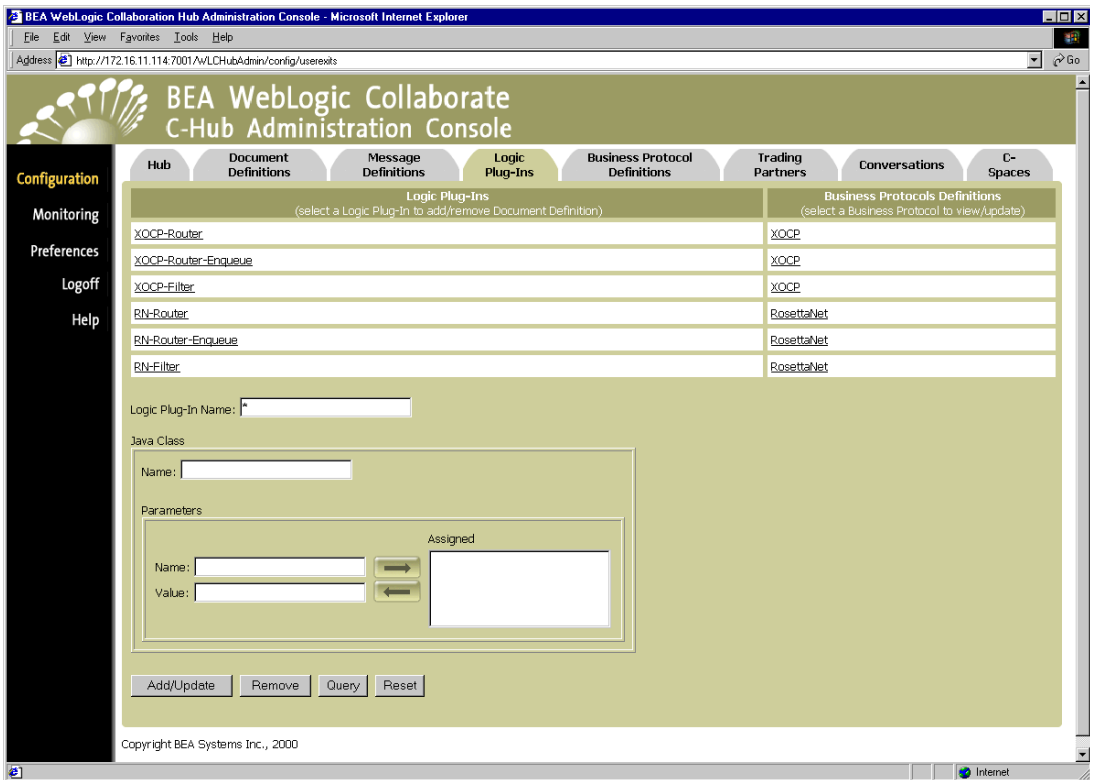 BEA WebLogic Collaboration Hub Administration Console - Microsoft Internet Explorer
File Edit View Favorites Tools Help
Address http://172.16.11.114:7001/WLCHubAdmin/config/userexits Go
BEA WebLogic Collaborate
C-Hub Administration Console
Configuration
Monitoring
Preferences
Logoff
Help
Hub
Document
Definitions
Message
Definitions
Logic
Plug-Ins
Business Protocol
Definitions
Trading
Partners
Conversations
C-
Spaces
Logic Plug-Ins
(select a Logic Plug-In to add/remove Document Definition)
Business Protocols Definitions
(select a Business Protocol to view/update)
XOCP-Router XOCP
XOCP-Router-Enqueue XOCP
XOCP-Filter XOCP
RN-Router RosettaNet
RN-Router-Enqueue RosettaNet
RN-Filter RosettaNet
Logic Plug-In Name: *
Java Class
Name:
Parameters
Assigned
Name:
Value:
Add/Update Remove Query Reset
Copyright BEA Systems Inc., 2000
Internet